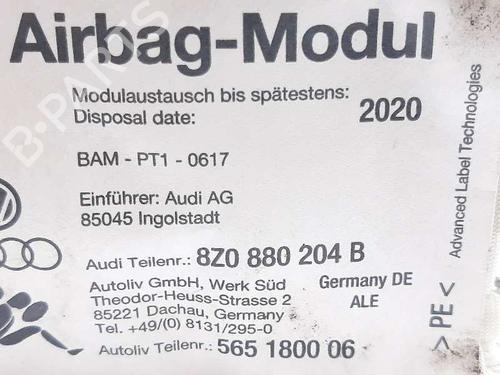 Airbag-Modul
Modulaustausch bis spätestens:
Disposal date:
2020
BAM - PT1 - 0617
Einführer: Audi AG
85045 Ingolstadt
Audi Teilenr.: 8Z0 880 204 B
Autoliv GmbH, Werk Süd
Theodor-Heuss-Strasse 2
85221 Dachau, Germany
Tel. +49/(0) 8131/295-0
Germany DE
ALE
Autoliv Teilenr.: 565 1800 06
> PE <
Advanced Label Technologies
B-PARTS